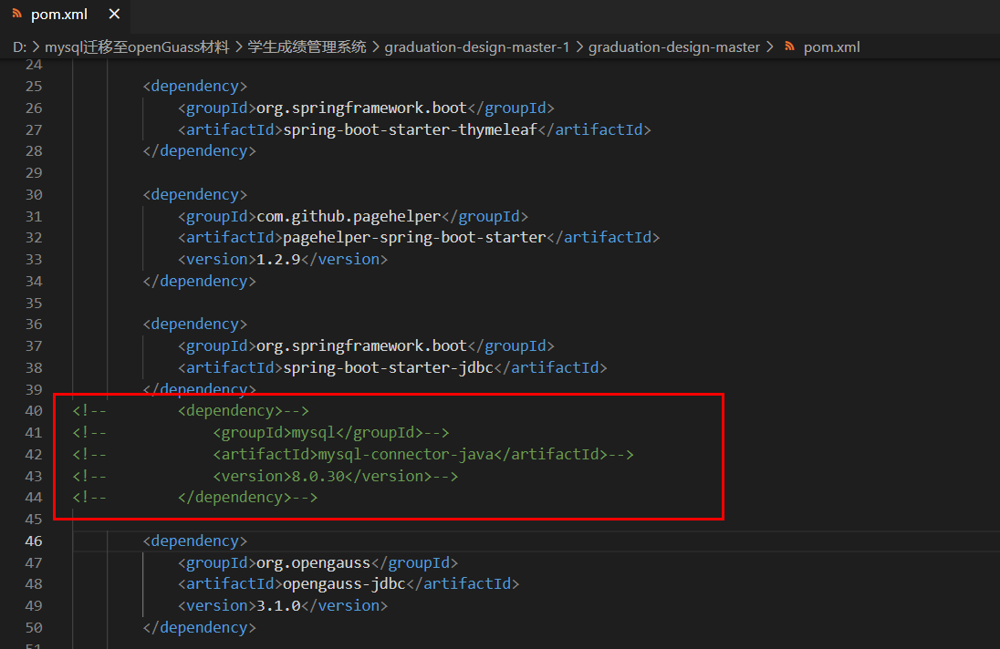 pom.xml
D: > mysql迁移至openGuass材料 > 学生成绩管理系统 > graduation-design-master-1 > graduation-design-master > pom.xml
24
25 <dependency>
26 <groupId>org.springframework.boot</groupId>
27 <artifactId>spring-boot-starter-thymeleaf</artifactId>
28 </dependency>
29
30 <dependency>
31 <groupId>com.github.pagehelper</groupId>
32 <artifactId>pagehelper-spring-boot-starter</artifactId>
33 <version>1.2.9</version>
34 </dependency>
35
36 <dependency>
37 <groupId>org.springframework.boot</groupId>
38 <artifactId>spring-boot-starter-jdbc</artifactId>
39 </dependency>
40 <!-- <dependency>-->
41 <!-- <groupId>mysql</groupId>-->
42 <!-- <artifactId>mysql-connector-java</artifactId>-->
43 <!-- <version>8.0.30</version>-->
44 <!-- </dependency>-->
45
46 <dependency>
47 <groupId>org.opengauss</groupId>
48 <artifactId>opengauss-jdbc</artifactId>
49 <version>3.1.0</version>
50 </dependency>
51